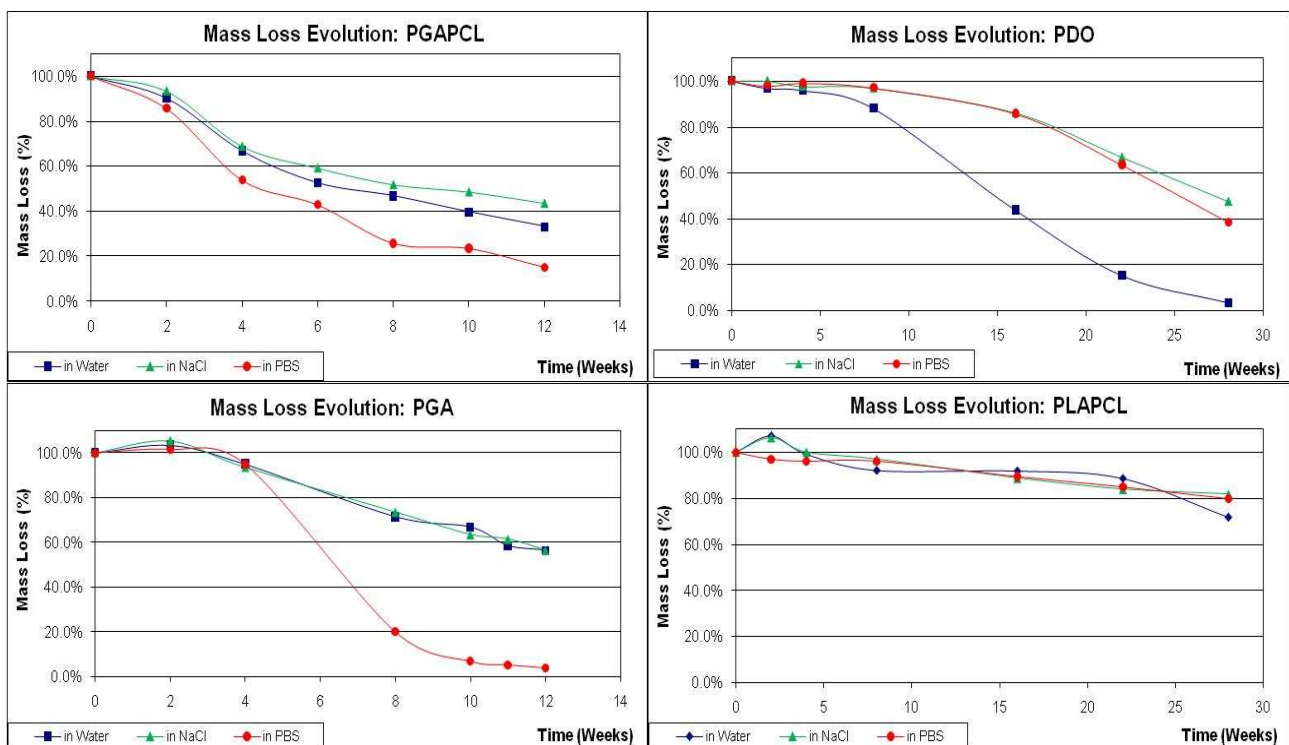 Mass Loss Evolution: PGAPCL
Mass Loss (%)
100.0%
80.0%
60.0%
40.0%
20.0%
0.0%
0 2 4 6 8 10 12 14
in Water in NaCl in PBS
Time (Weeks)
Mass Loss Evolution: PDO
Mass Loss (%)
100.0%
80.0%
60.0%
40.0%
20.0%
0.0%
0 5 10 15 20 25 30
in Water in NaCl in PBS
Time (Weeks)
Mass Loss Evolution: PGA
Mass Loss (%)
100.0%
80.0%
60.0%
40.0%
20.0%
0.0%
0 2 4 6 8 10 12 14
in Water in NaCl in PBS
Time (Weeks)
Mass Loss Evolution: PLAPCL
Mass Loss (%)
100.0%
80.0%
60.0%
40.0%
20.0%
0.0%
0 5 10 15 20 25 30
in Water in NaCl in PBS
Time (Weeks)